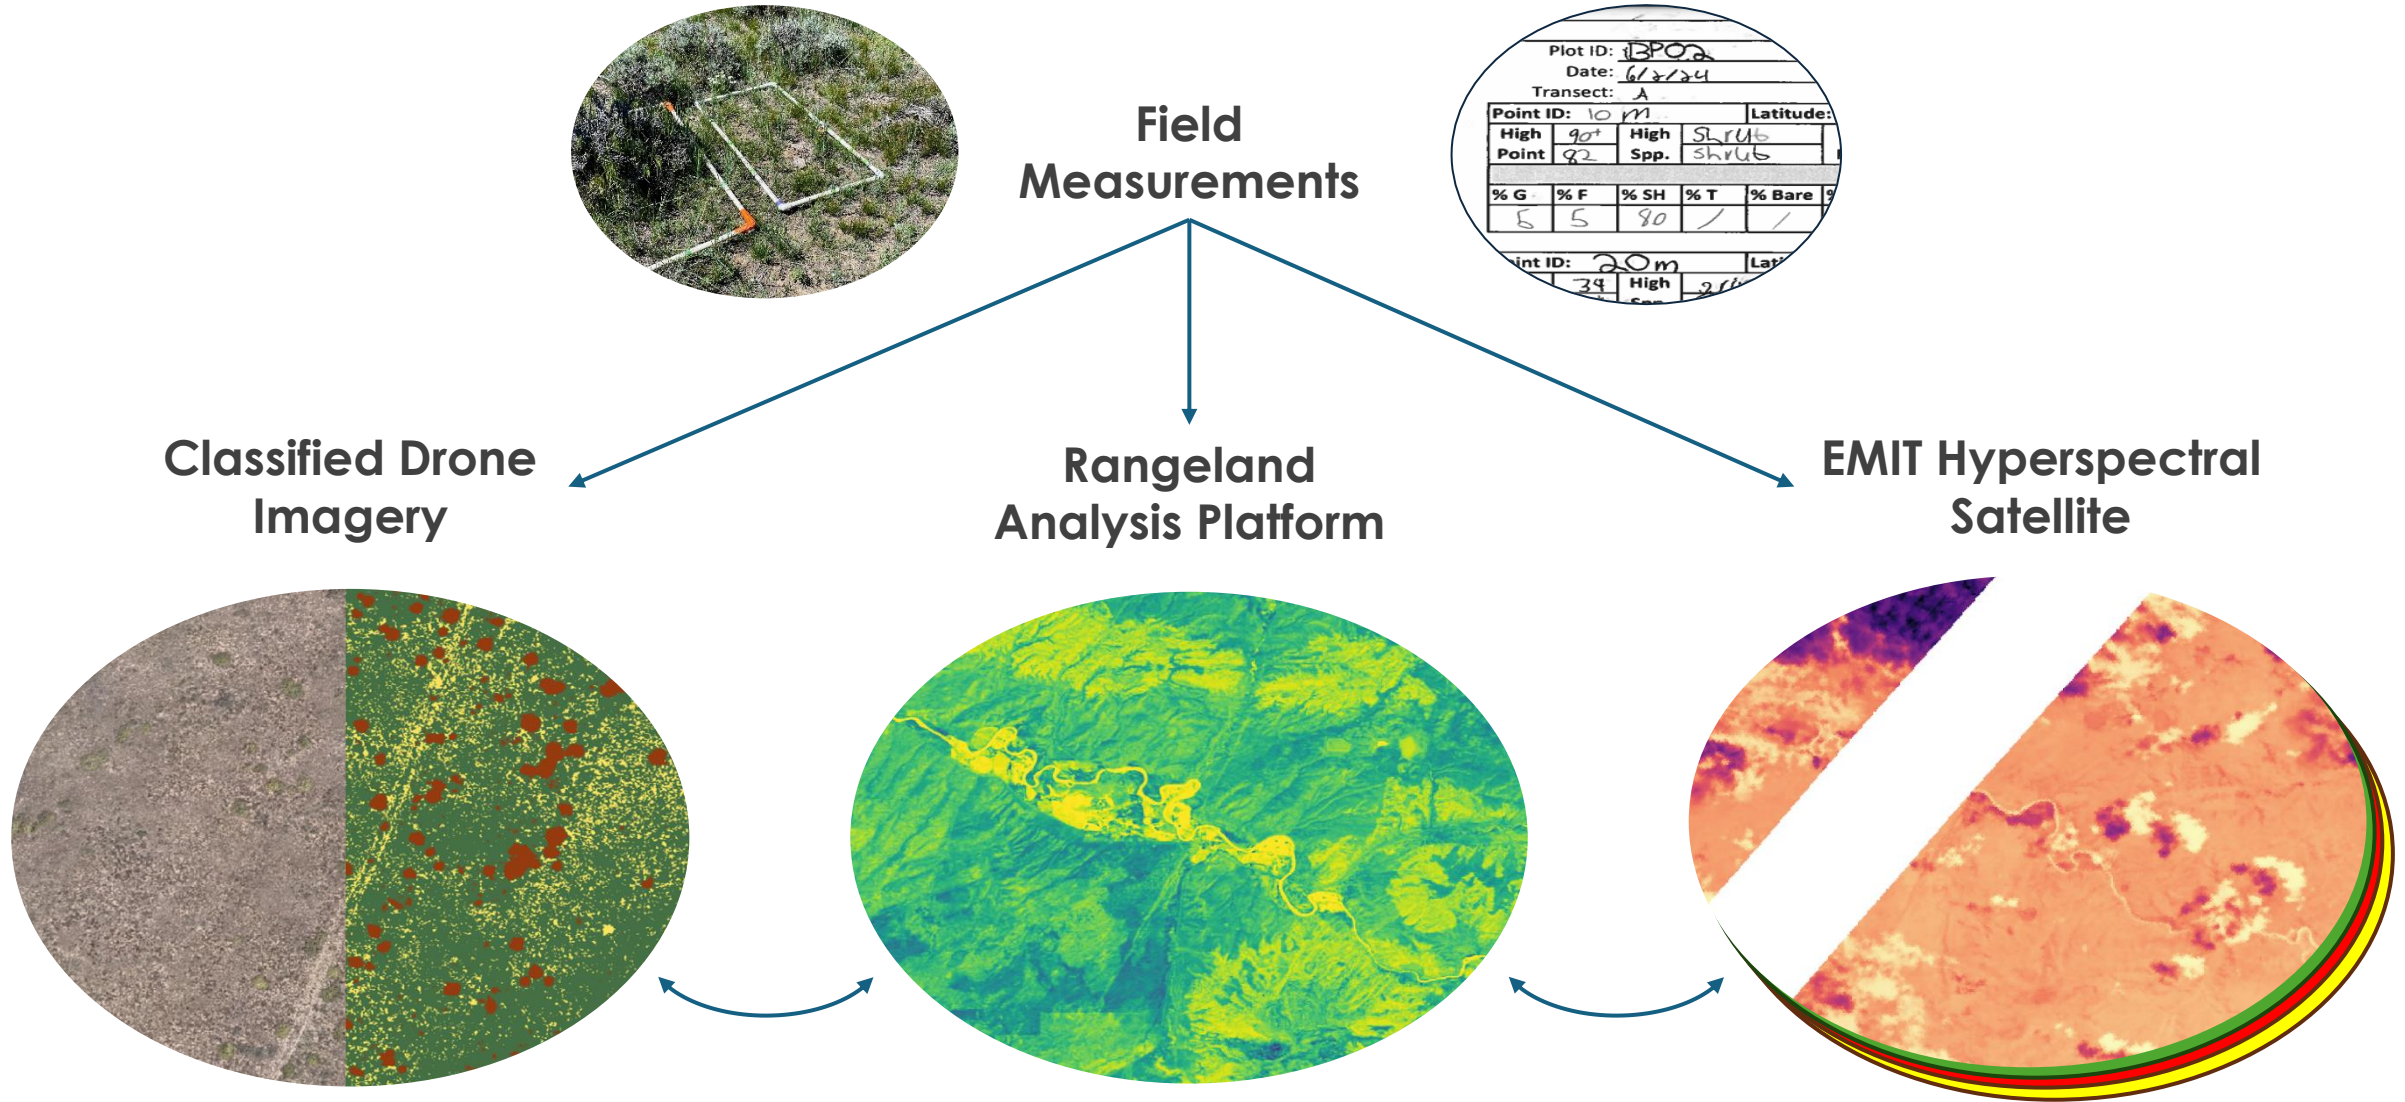 Plot ID: BP02
Date: 6/2/24
Transect: A
Field
Measurements
Point ID: 10 m Latitude:
High 90+ High Shrub
Point 82 Spp. Shrub
% G % F % SH % T % Bare
5 5 80 / /
int ID: 20m
34 High
Classified Drone
Imagery
Rangeland
Analysis Platform
EMIT Hyperspectral
Satellite